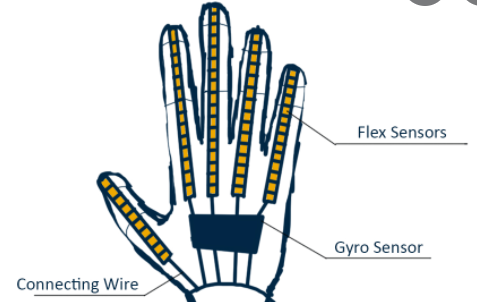 Flex Sensors
Gyro Sensor
Connecting Wire